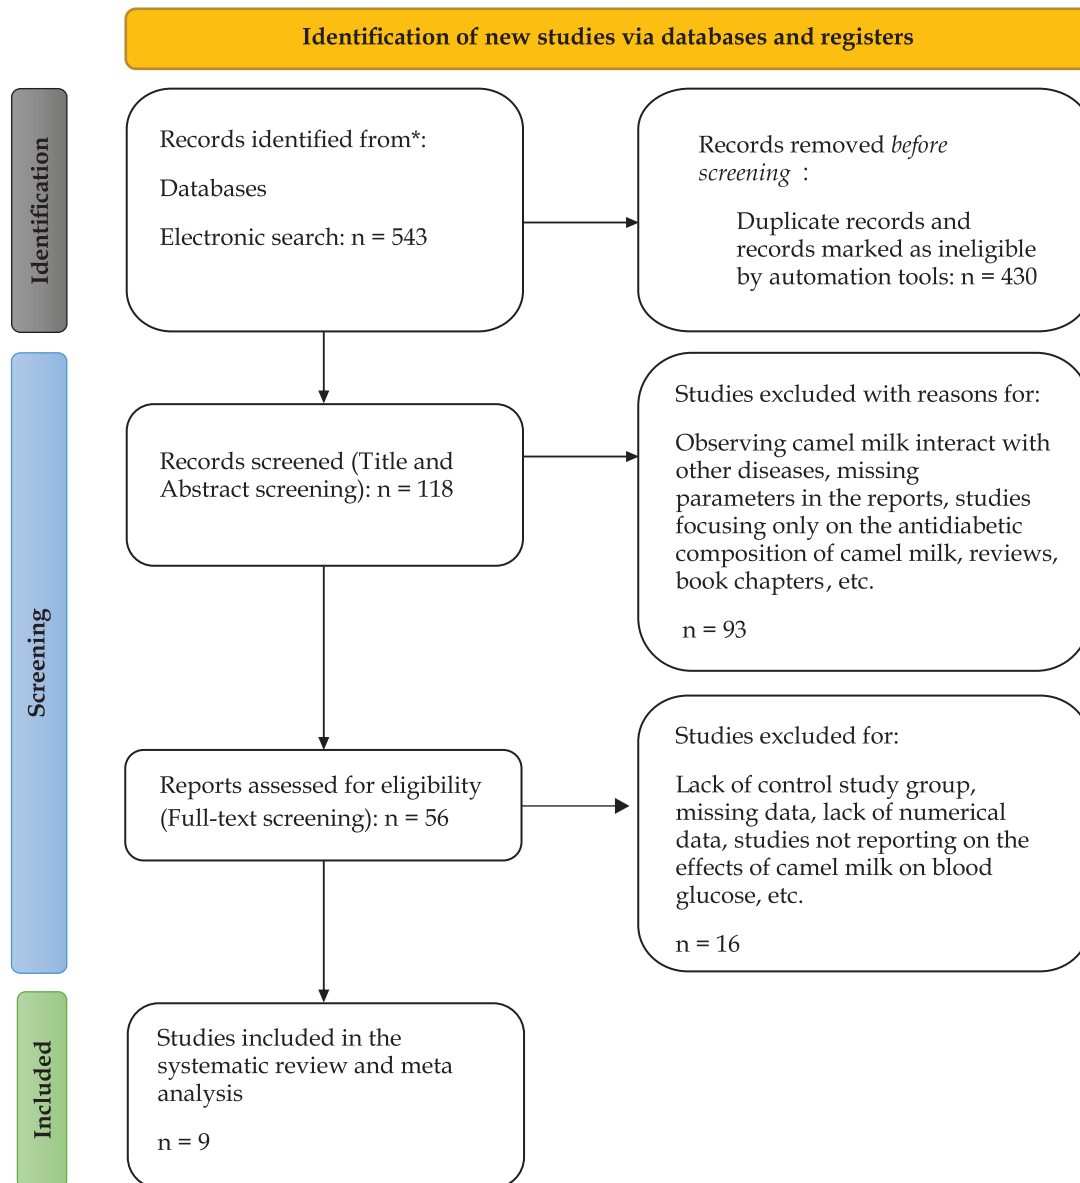 Identification of new studies via databases and registers
Identification
Records identified from*:
Databases
Electronic search: n = 543
Records removed before
screening :
Duplicate records and
records marked as ineligible
by automation tools: n = 430
Screening
Records screened (Title and
Abstract screening): n = 118
Studies excluded with reasons for:
Observing camel milk interact with
other diseases, missing
parameters in the reports, studies
focusing only on the antidiabetic
composition of camel milk, reviews,
book chapters, etc.
n = 93
Reports assessed for eligibility
(Full-text screening): n = 56
Studies excluded for:
Lack of control study group,
missing data, lack of numerical
data, studies not reporting on the
effects of camel milk on blood
glucose, etc.
n = 16
Included
Studies included in the
systematic review and meta
analysis
n = 9